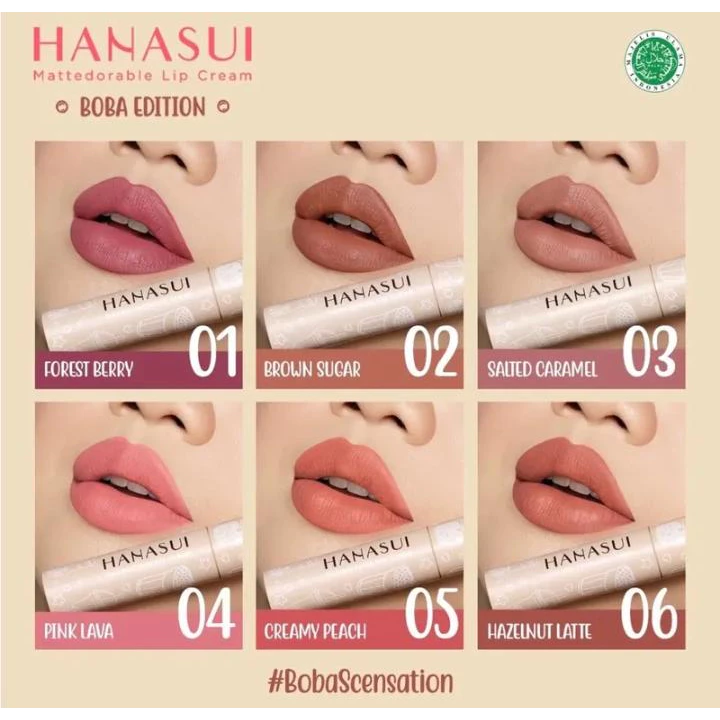 HANASUI
Mattedorable Lip Cream
BOBA EDITION
MAJELIS ULAMA INDONESIA
HANASUI
FOREST BERRY 01
HANASUI
BROWN SUGAR 02
HANASUI
SALTED CARAMEL 03
HANASUI
PINK LAVA 04
HANASUI
CREAMY PEACH 05
HANASUI
HAZELNUT LATTE 06
#BobaScensation